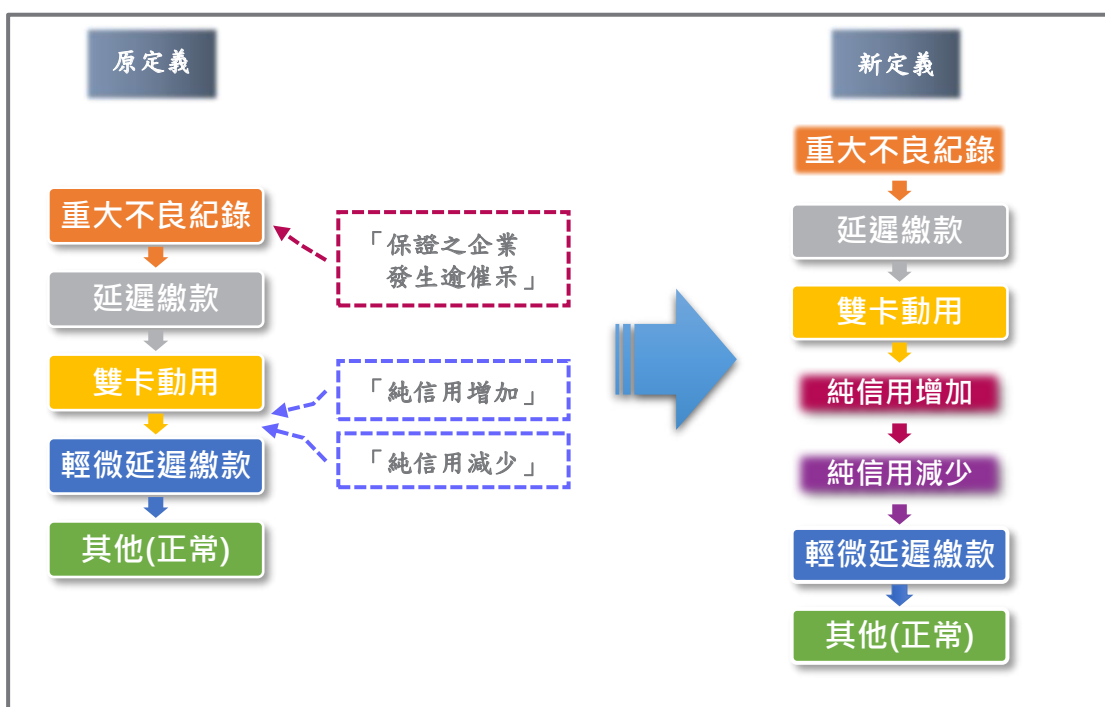 原定義
重大不良紀錄
延遲繳款
雙卡動用
輕微延遲繳款
其他(正常)
「保證之企業
發生逾催呆」
「純信用增加」
「純信用減少」
新定義
重大不良紀錄
延遲繳款
雙卡動用
純信用增加
純信用減少
輕微延遲繳款
其他(正常)